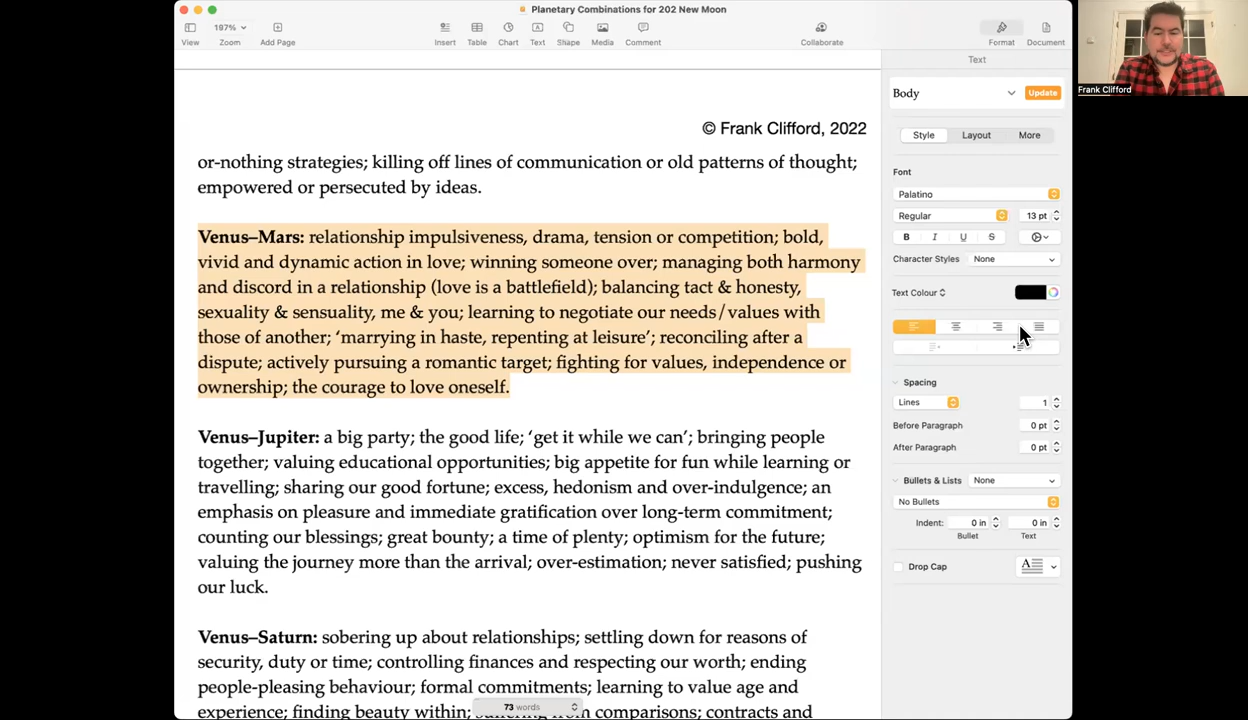 Planetary Combinations for 202 New Moon
197%
View
Zoom
Add Page
Insert
Table
Chart
Text
Shape
Media
Comment
Collaborate
Format
Document
© Frank Clifford, 2022
or-nothing strategies; killing off lines of communication or old patterns of thought;
empowered or persecuted by ideas.
Venus–Mars: relationship impulsiveness, drama, tension or competition; bold,
vivid and dynamic action in love; winning someone over; managing both harmony
and discord in a relationship (love is a battlefield); balancing tact & honesty,
sexuality & sensuality, me & you; learning to negotiate our needs/values with
those of another; ‘marrying in haste, repenting at leisure’; reconciling after a
dispute; actively pursuing a romantic target; fighting for values, independence or
ownership; the courage to love oneself.
Venus–Jupiter: a big party; the good life; ‘get it while we can’; bringing people
together; valuing educational opportunities; big appetite for fun while learning or
travelling; sharing our good fortune; excess, hedonism and over-indulgence; an
emphasis on pleasure and immediate gratification over long-term commitment;
counting our blessings; great bounty; a time of plenty; optimism for the future;
valuing the journey more than the arrival; over-estimation; never satisfied; pushing
our luck.
Venus–Saturn: sobering up about relationships; settling down for reasons of
security, duty or time; controlling finances and respecting our worth; ending
people-pleasing behaviour; formal commitments; learning to value age and
experience; finding beauty within; suffering from comparisons; contracts and
73 words
Text
Body
Update
Style
Layout
More
Font
Palatino
Regular
13 pt
B
I
U
S
Character Styles
None
Text Colour
Spacing
Lines
1
Before Paragraph
0 pt
After Paragraph
0 pt
Bullets & Lists
None
No Bullets
Indent:
0 in
0 in
Bullet
Text
Drop Cap
A
Frank Clifford